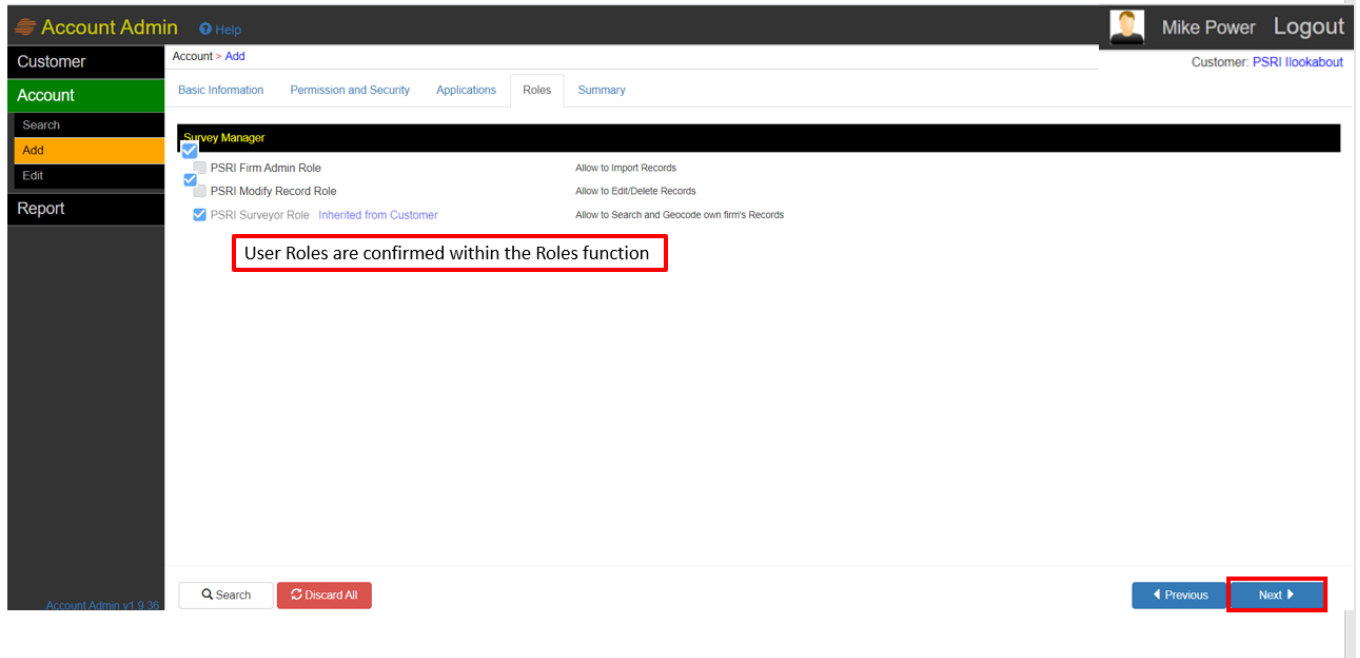 Account Admin Help Mike Power Logout
Customer Account > Add Customer: PSRI Ilookabout
Account Basic Information Permission and Security Applications Roles Summary
Search
Survey Manager
Add
PSRI Firm Admin Role Allow to Import Records
Edit
PSRI Modify Record Role Allow to Edit/Delete Records
Report
PSRI Surveyor Role Inherited from Customer Allow to Search and Geocode own firm's Records
User Roles are confirmed within the Roles function
Search Discard All Previous Next
Account Admin v1.9.36